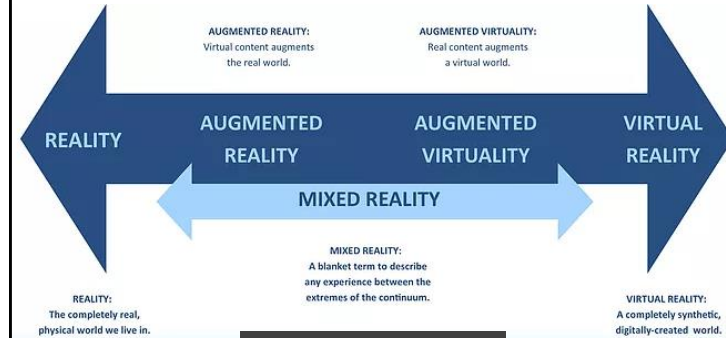 AUGMENTED REALITY:
Virtual content augments
the real world.
AUGMENTED VIRTUALITY:
Real content augments
a virtual world.
REALITY
AUGMENTED
REALITY
AUGMENTED
VIRTUALITY
VIRTUAL
REALITY
MIXED REALITY
MIXED REALITY:
A blanket term to describe
any experience between the
extremes of the continuum.
REALITY:
The completely real,
physical world we live in.
VIRTUAL REALITY:
A completely synthetic,
digitally-created world.